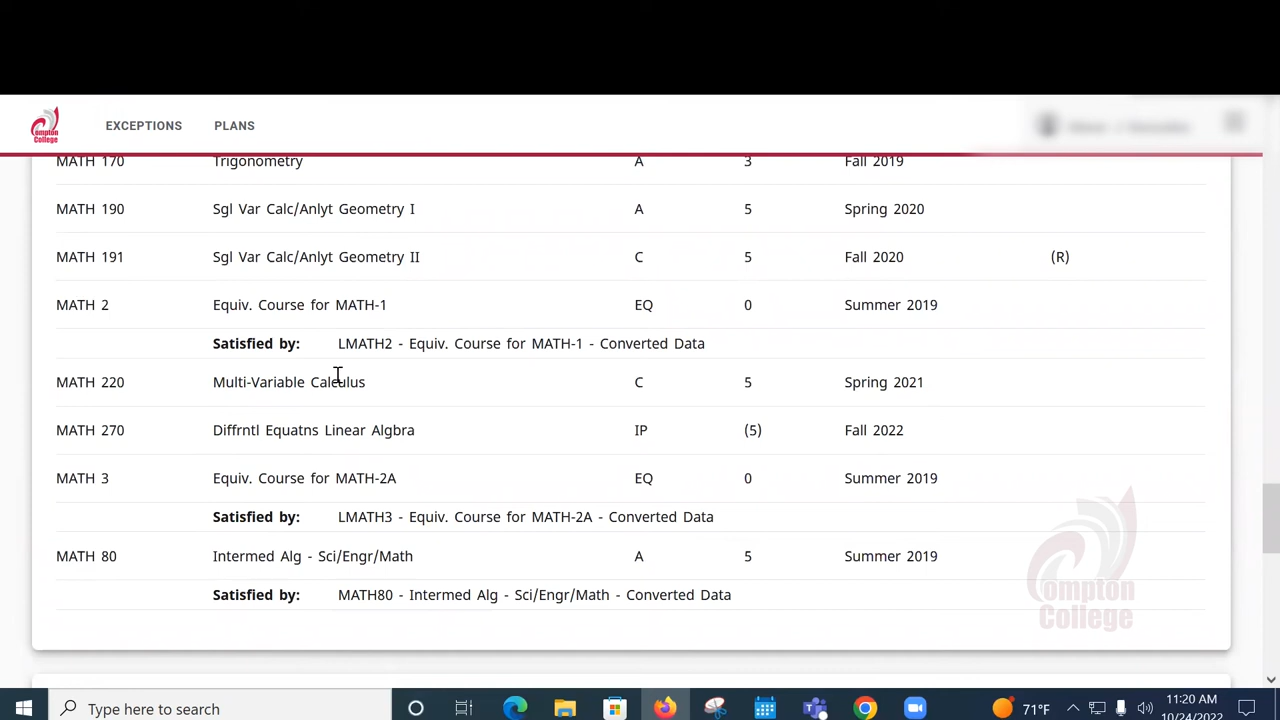 Compton
College
EXCEPTIONS PLANS
MATH 170 Trigonometry A 3 Fall 2019
MATH 190 Sgl Var Calc/Anlyt Geometry I A 5 Spring 2020
MATH 191 Sgl Var Calc/Anlyt Geometry II C 5 Fall 2020 (R)
MATH 2 Equiv. Course for MATH-1 EQ 0 Summer 2019
Satisfied by: LMATH2 - Equiv. Course for MATH-1 - Converted Data
MATH 220 Multi-Variable Calculus C 5 Spring 2021
MATH 270 Diffrntl Equatns Linear Algbra IP (5) Fall 2022
MATH 3 Equiv. Course for MATH-2A EQ 0 Summer 2019
Satisfied by: LMATH3 - Equiv. Course for MATH-2A - Converted Data
MATH 80 Intermed Alg - Sci/Engr/Math A 5 Summer 2019
Satisfied by: MATH80 - Intermed Alg - Sci/Engr/Math - Converted Data
Compton
College
Type here to search
71°F
11:20 AM
10/24/2022